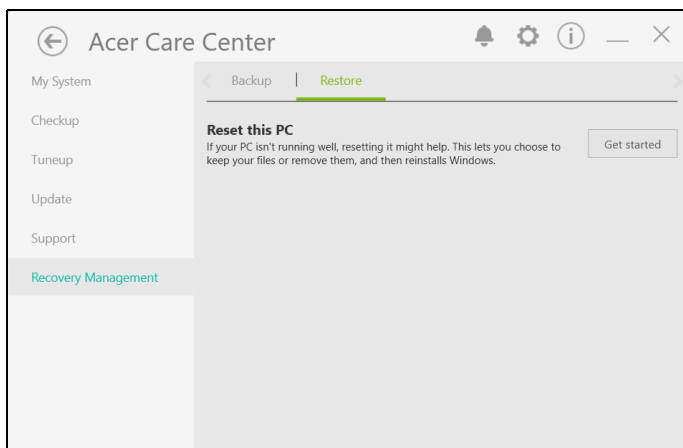 Acer Care Center
My System
Checkup
Tuneup
Update
Support
Recovery Management
Backup | Restore
Reset this PC
If your PC isn't running well, resetting it might help. This lets you choose to
keep your files or remove them, and then reinstalls Windows.
Get started